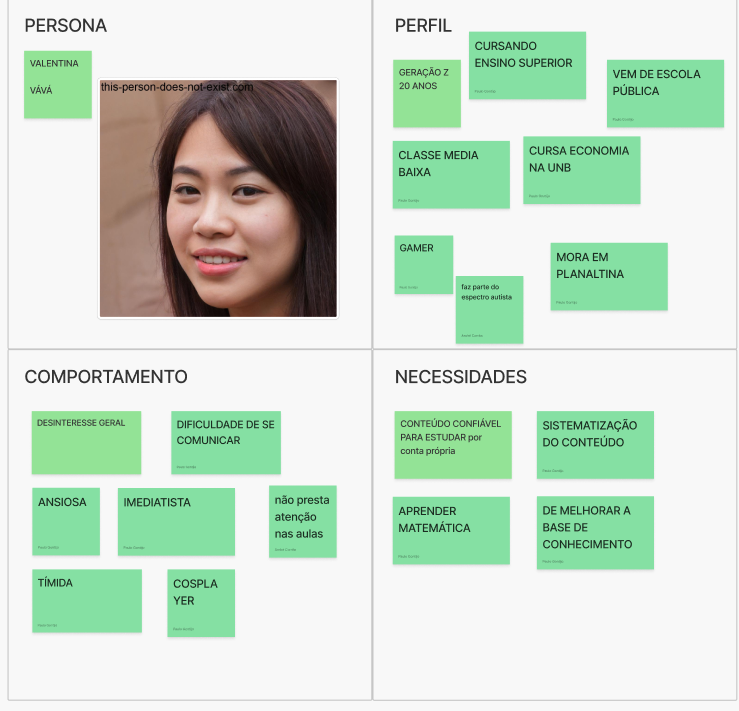 PERSONA
VALENTINA
VÁVÁ
this-person-does-not-exist.com
PERFIL
GERAÇÃO Z
20 ANOS
CURSANDO
ENSINO SUPERIOR
VEM DE ESCOLA
PÚBLICA
CLASSE MEDIA
BAIXA
CURSA ECONOMIA
NA UNB
GAMER
faz parte do
espectro autista
MORA EM
PLANALTINA
COMPORTAMENTO
DESINTERESSE GERAL
DIFICULDADE DE SE
COMUNICAR
ANSIOSA
IMEDIATISTA
não presta
atenção
nas aulas
TÍMIDA
COSPLA
YER
NECESSIDADES
CONTEÚDO CONFIÁVEL
PARA ESTUDAR por
conta própria
SISTEMATIZAÇÃO
DO CONTEÚDO
APRENDER
MATEMÁTICA
DE MELHORAR A
BASE DE
CONHECIMENTO